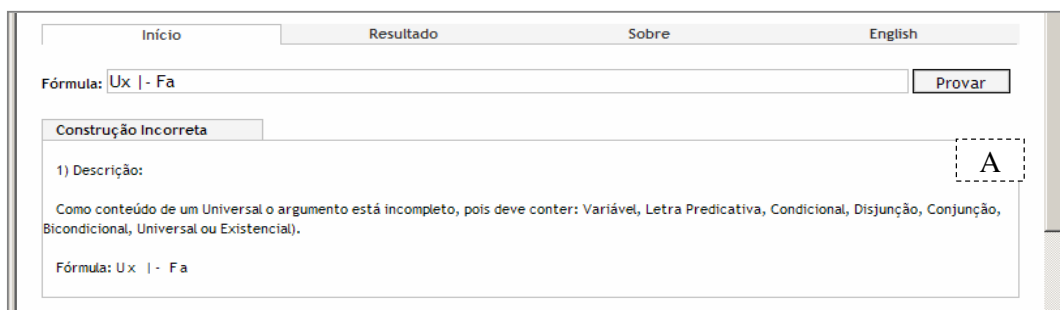 Início Resultado Sobre English
Fórmula: Ux |- Fa Provar
Construção Incorreta
A
1) Descrição:
Como conteúdo de um Universal o argumento está incompleto, pois deve conter: Variável, Letra Predicativa, Condicional, Disjunção, Conjunção,
Bicondicional, Universal ou Existencial).
Fórmula: Ux |- Fa